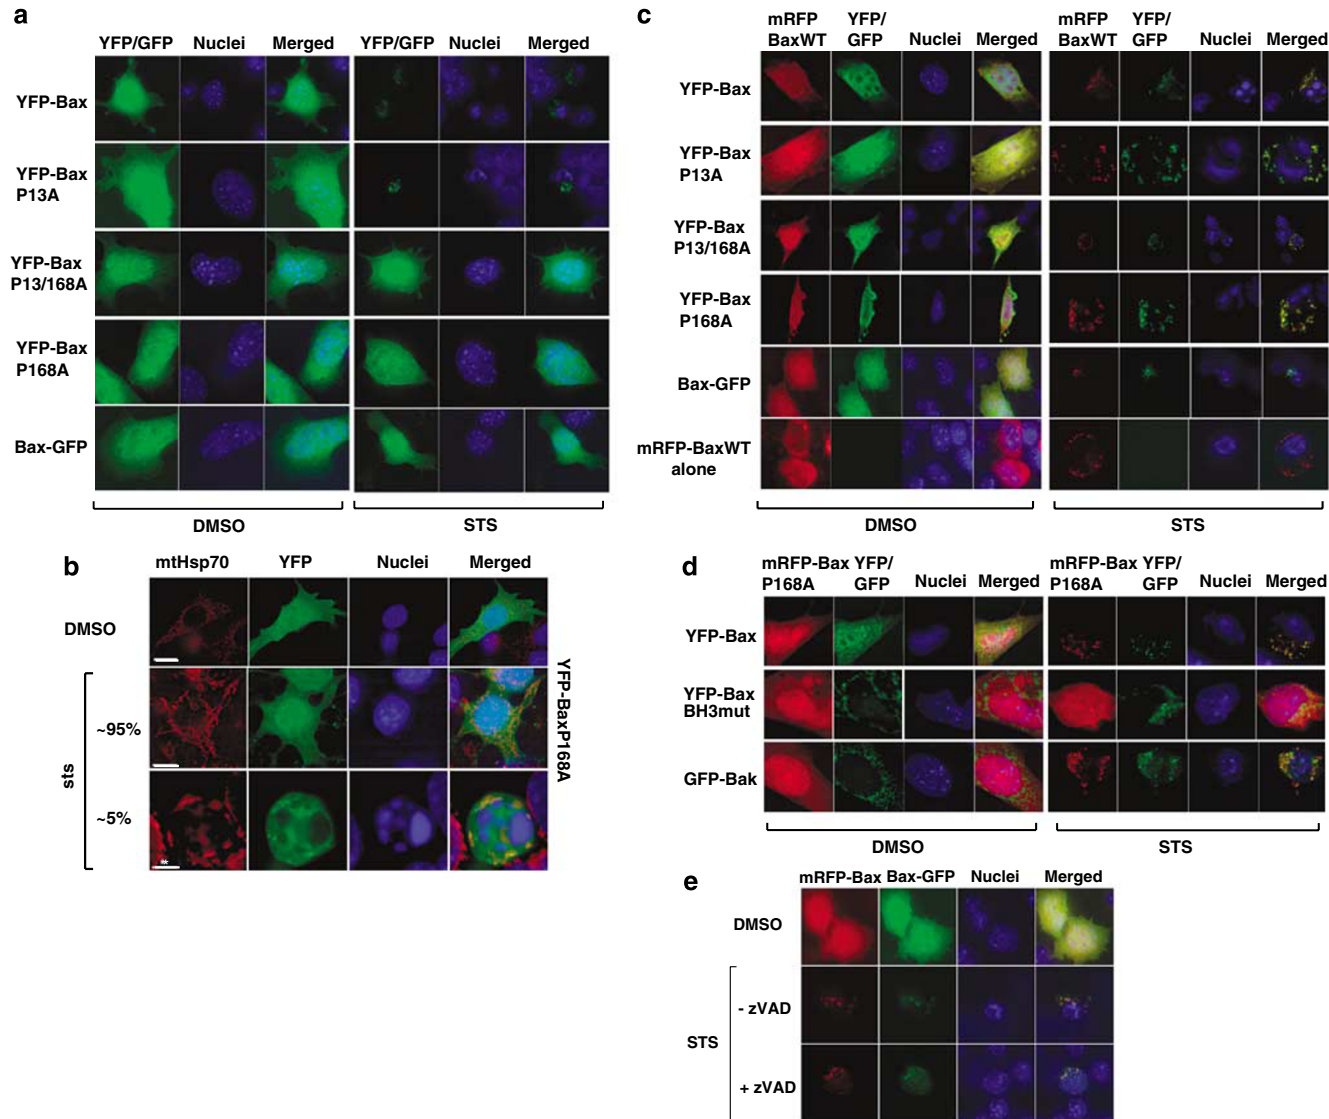 a
YFP/GFP Nuclei Merged YFP/GFP Nuclei Merged
YFP-Bax
YFP-Bax
P13A
YFP-Bax
P13/168A
YFP-Bax
P168A
Bax-GFP
DMSO STS
b
mtHsp70 YFP Nuclei Merged
DMSO
sts
~95%
~5%
**
YFP-BaxP168A
c
mRFP YFP/ mRFP YFP/
BaxWT GFP Nuclei Merged BaxWT GFP Nuclei Merged
YFP-Bax
YFP-Bax
P13A
YFP-Bax
P13/168A
YFP-Bax
P168A
Bax-GFP
mRFP-BaxWT
alone
DMSO STS
d
mRFP-Bax YFP/ mRFP-Bax YFP/
P168A GFP Nuclei Merged P168A GFP Nuclei Merged
YFP-Bax
YFP-Bax
BH3mut
GFP-Bak
DMSO STS
e
mRFP-Bax Bax-GFP Nuclei Merged
DMSO
STS
- zVAD
+ zVAD